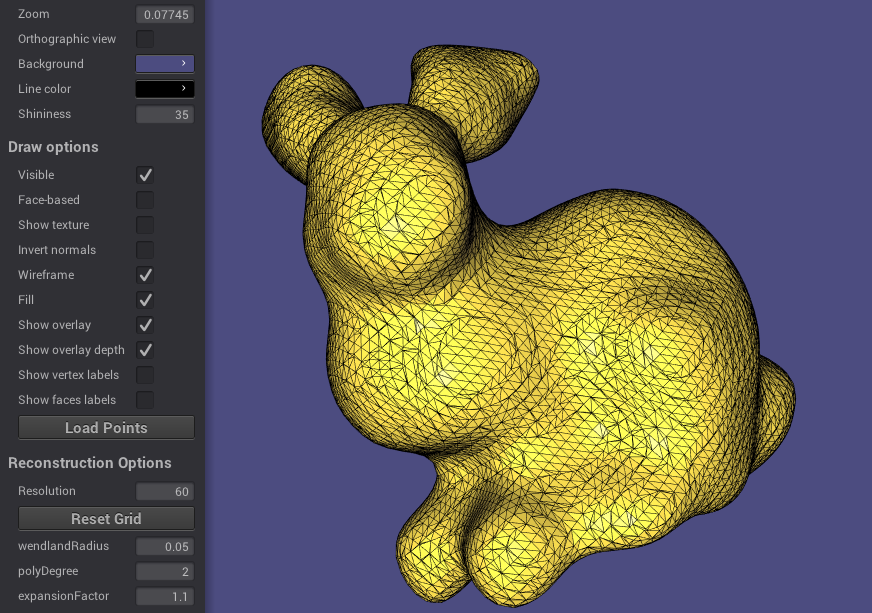 Zoom 0.07745
Orthographic view
Background
Line color
Shininess 35
Draw options
Visible
Face-based
Show texture
Invert normals
Wireframe
Fill
Show overlay
Show overlay depth
Show vertex labels
Show faces labels
Load Points
Reconstruction Options
Resolution 60
Reset Grid
wendlandRadius 0.05
polyDegree 2
expansionFactor 1.1